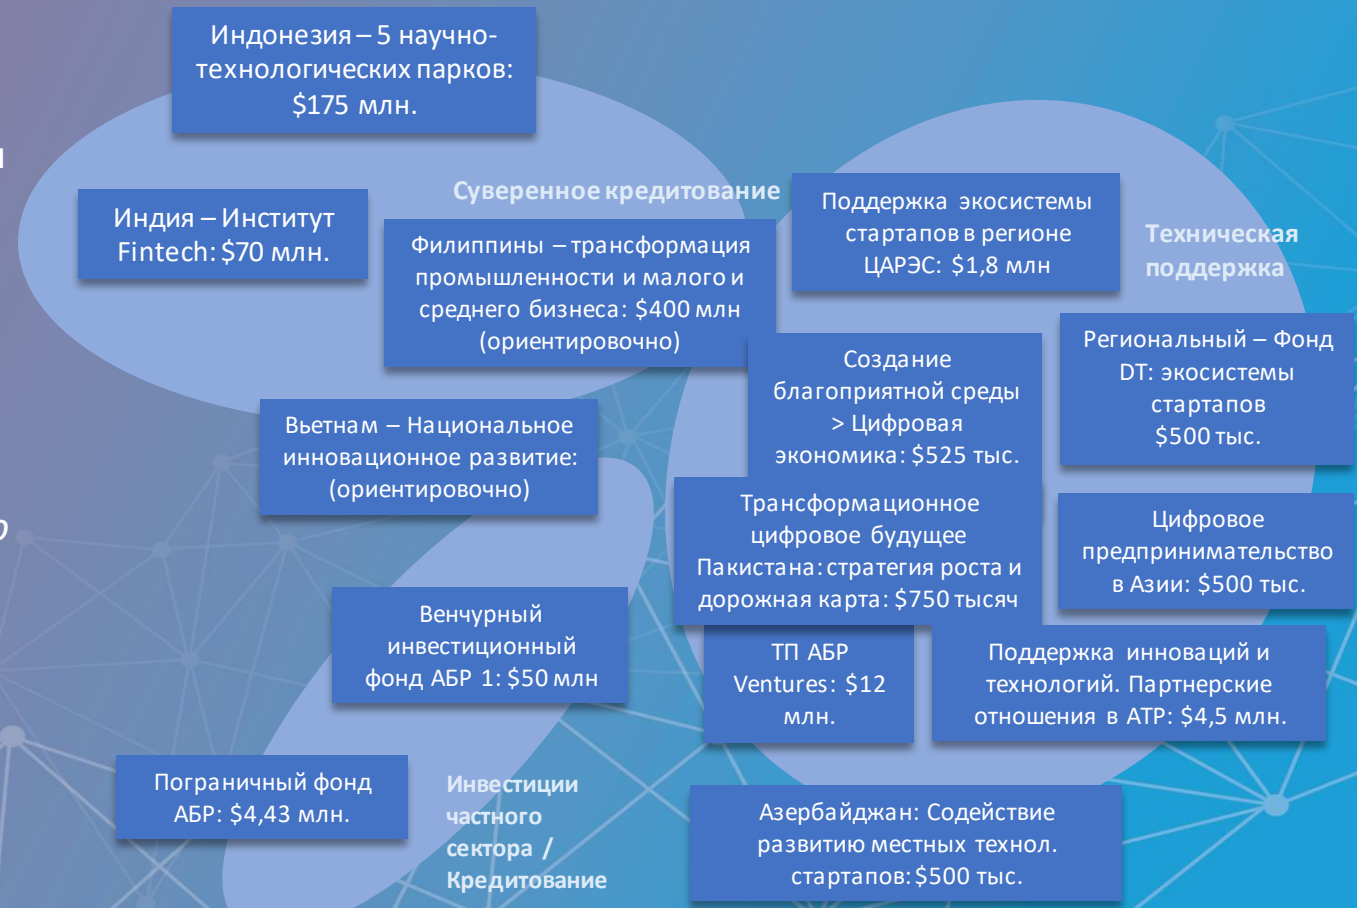 Индонезия – 5 научно-
технологических парков:
$175 млн.
Суверенное кредитование
Индия – Институт
Fintech: $70 млн.
Филиппины – трансформация
промышленности и малого и
среднего бизнеса: $400 млн
(ориентировочно)
Вьетнам – Национальное
инновационное развитие:
(ориентировочно)
Поддержка экосистемы
стартапов в регионе
ЦАРЭС: $1,8 млн
Техническая
поддержка
Создание
благоприятной среды
> Цифровая
экономика: $525 тыс.
Региональный – Фонд
DT: экосистемы
стартапов
$500 тыс.
Трансформационное
цифровое будущее
Пакистана: стратегия роста и
дорожная карта: $750 тысяч
Цифровое
предпринимательство
в Азии: $500 тыс.
Венчурный
инвестиционный
фонд АБР 1: $50 млн
ТП АБР
Ventures: $12
млн.
Поддержка инноваций и
технологий. Партнерские
отношения в АТР: $4,5 млн.
Пограничный фонд
АБР: $4,43 млн.
Инвестиции
частного
сектора /
Кредитование
Азербайджан: Содействие
развитию местных технол.
стартапов: $500 тыс.